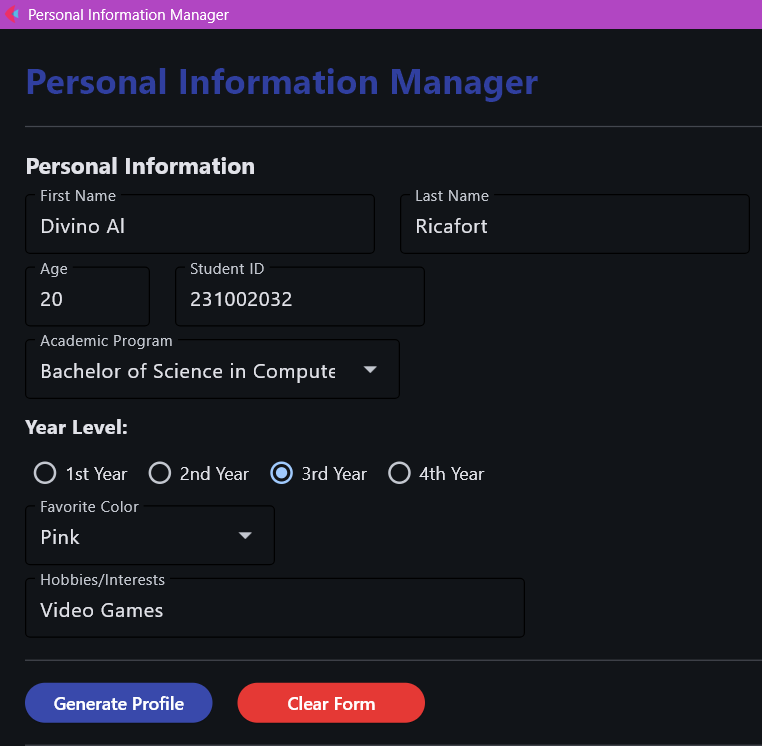 Personal Information Manager
Personal Information Manager
Personal Information
First Name
Last Name
Divino Al
Ricafort
Age
Student ID
20
231002032
Academic Program
Bachelor of Science in Compute
Year Level:
1st Year 2nd Year 3rd Year 4th Year
Favorite Color
Pink
Hobbies/Interests
Video Games
Generate Profile Clear Form